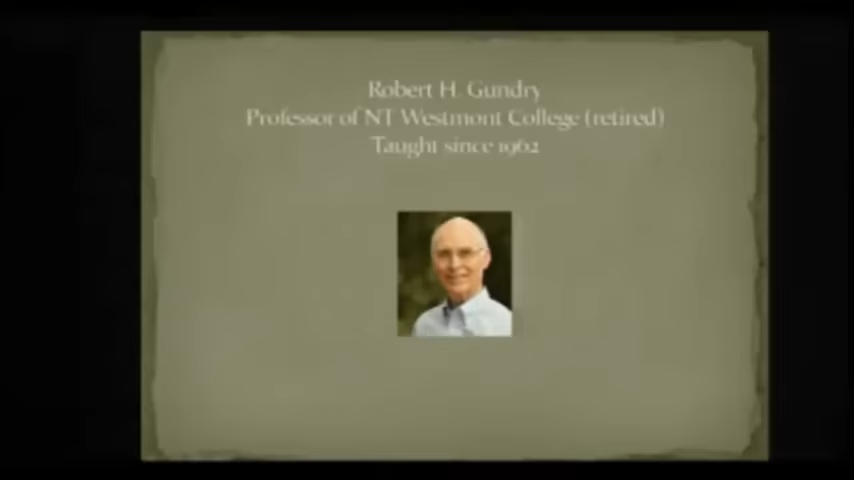 Robert H. Gundry
Professor of NT Westmont College (retired)
Taught since 1962